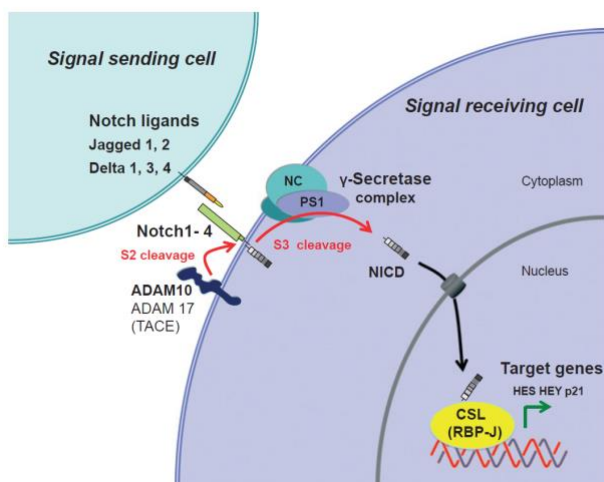 Signal sending cell
Notch ligands
Jagged 1, 2
Delta 1, 3, 4
Signal receiving cell
NC
PS1
γ-Secretase
complex
Cytoplasm
Notch1- 4
S2 cleavage
S3 cleavage
ADAM10
ADAM 17
(TACE)
NICD
Nucleus
Target genes
HES HEY p21
CSL
(RBP-J)